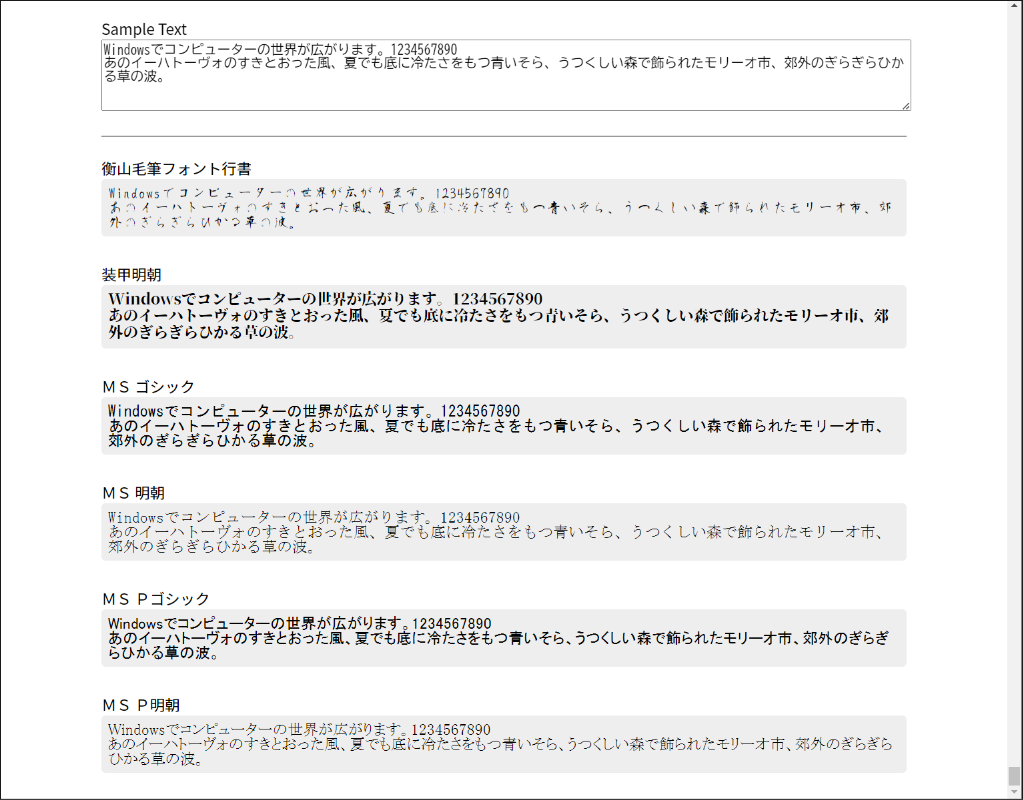 Sample Text
Windowsでコンピューターの世界が広がります。1234567890
あのイーハトーヴォのすきとおった風、夏でも底に冷たさをもつ青いそら、うつくしい森で飾られたモリーオ市、郊外のぎらぎらひか
る草の波。
衡山毛筆フォント行書
Windowsでコンピューターの世界が広がります。1234567890
あのイーハトーヴォのすきとおった風、夏でも底に冷たさをもつ青いそら、うつくしい森で飾られたモリーオ市、郊
外のぎらぎらひかる草の波。
装甲明朝
Windowsでコンピューターの世界が広がります。1234567890
あのイーハトーヴォのすきとおった風、夏でも底に冷たさをもつ青いそら、うつくしい森で飾られたモリーオ市、郊
外のぎらぎらひかる草の波。
ＭＳ ゴシック
Windowsでコンピューターの世界が広がります。1234567890
あのイーハトーヴォのすきとおった風、夏でも底に冷たさをもつ青いそら、うつくしい森で飾られたモリーオ市、
郊外のぎらぎらひかる草の波。
ＭＳ 明朝
Windowsでコンピューターの世界が広がります。1234567890
あのイーハトーヴォのすきとおった風、夏でも底に冷たさをもつ青いそら、うつくしい森で飾られたモリーオ市、
郊外のぎらぎらひかる草の波。
ＭＳ Ｐゴシック
Windowsでコンピューターの世界が広がります。1234567890
あのイーハトーヴォのすきとおった風、夏でも底に冷たさをもつ青いそら、うつくしい森で飾られたモリーオ市、郊外のぎらぎ
らひかる草の波。
ＭＳ Ｐ明朝
Windowsでコンピューターの世界が広がります。1234567890
あのイーハトーヴォのすきとおった風、夏でも底に冷たさをもつ青いそら、うつくしい森で飾られたモリーオ市、郊外のぎらぎら
ひかる草の波。